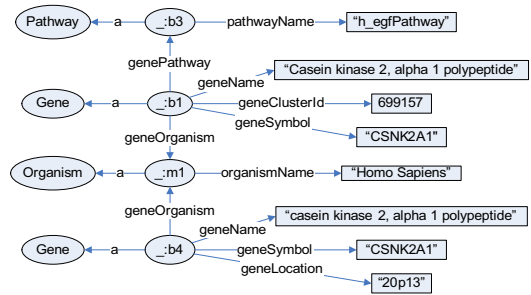 Pathway a _:b3 pathwayName "h_egfPathway"
genePathway
geneName "Casein kinase 2, alpha 1 polypeptide"
Gene a _:b1 geneClusterId 699157
geneSymbol "CSNK2A1"
geneOrganism
Organism a _:m1 organismName "Homo Sapiens"
geneOrganism
geneName "casein kinase 2, alpha 1 polypeptide"
Gene a _:b4 geneSymbol "CSNK2A1"
geneLocation "20p13"